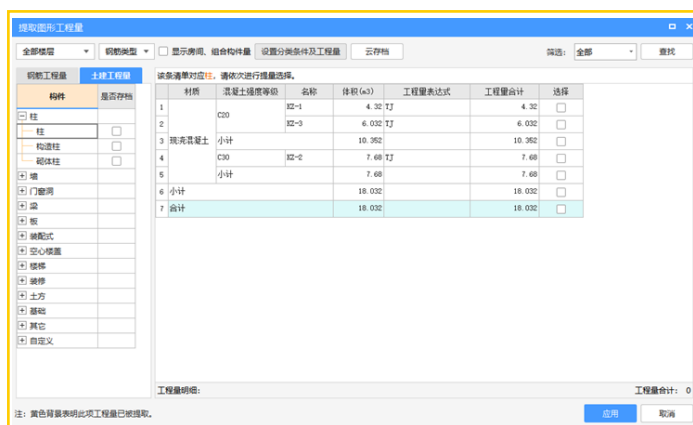 提取图形工程量
全部楼层 钢筋类型 显示房间、组合构件量 设置分类条件及工程量 云存档 筛选: 全部 查找
钢筋工程量 土建工程量 该条清单对应柱，请依次进行提量选择。
构件 是否存档
材质 混凝土强度等级 名称 体积(m3) 工程量表达式 工程量合计 选择
1 现浇混凝土 C20 KZ-1 4.32 TJ 4.32
2 KZ-3 6.032 TJ 6.032
3 小计 10.352 10.352
4 C30 KZ-2 7.68 TJ 7.68
5 小计 7.68 7.68
6 小计 18.032 18.032
7 合计 18.032 18.032
柱
柱
构造柱
砌体柱
墙
门窗洞
梁
板
装配式
空心楼盖
楼梯
装修
土方
基础
其它
自定义
工程量明细: 工程量合计: 0
注: 黄色背景表明此项工程量已被提取。 应用 取消